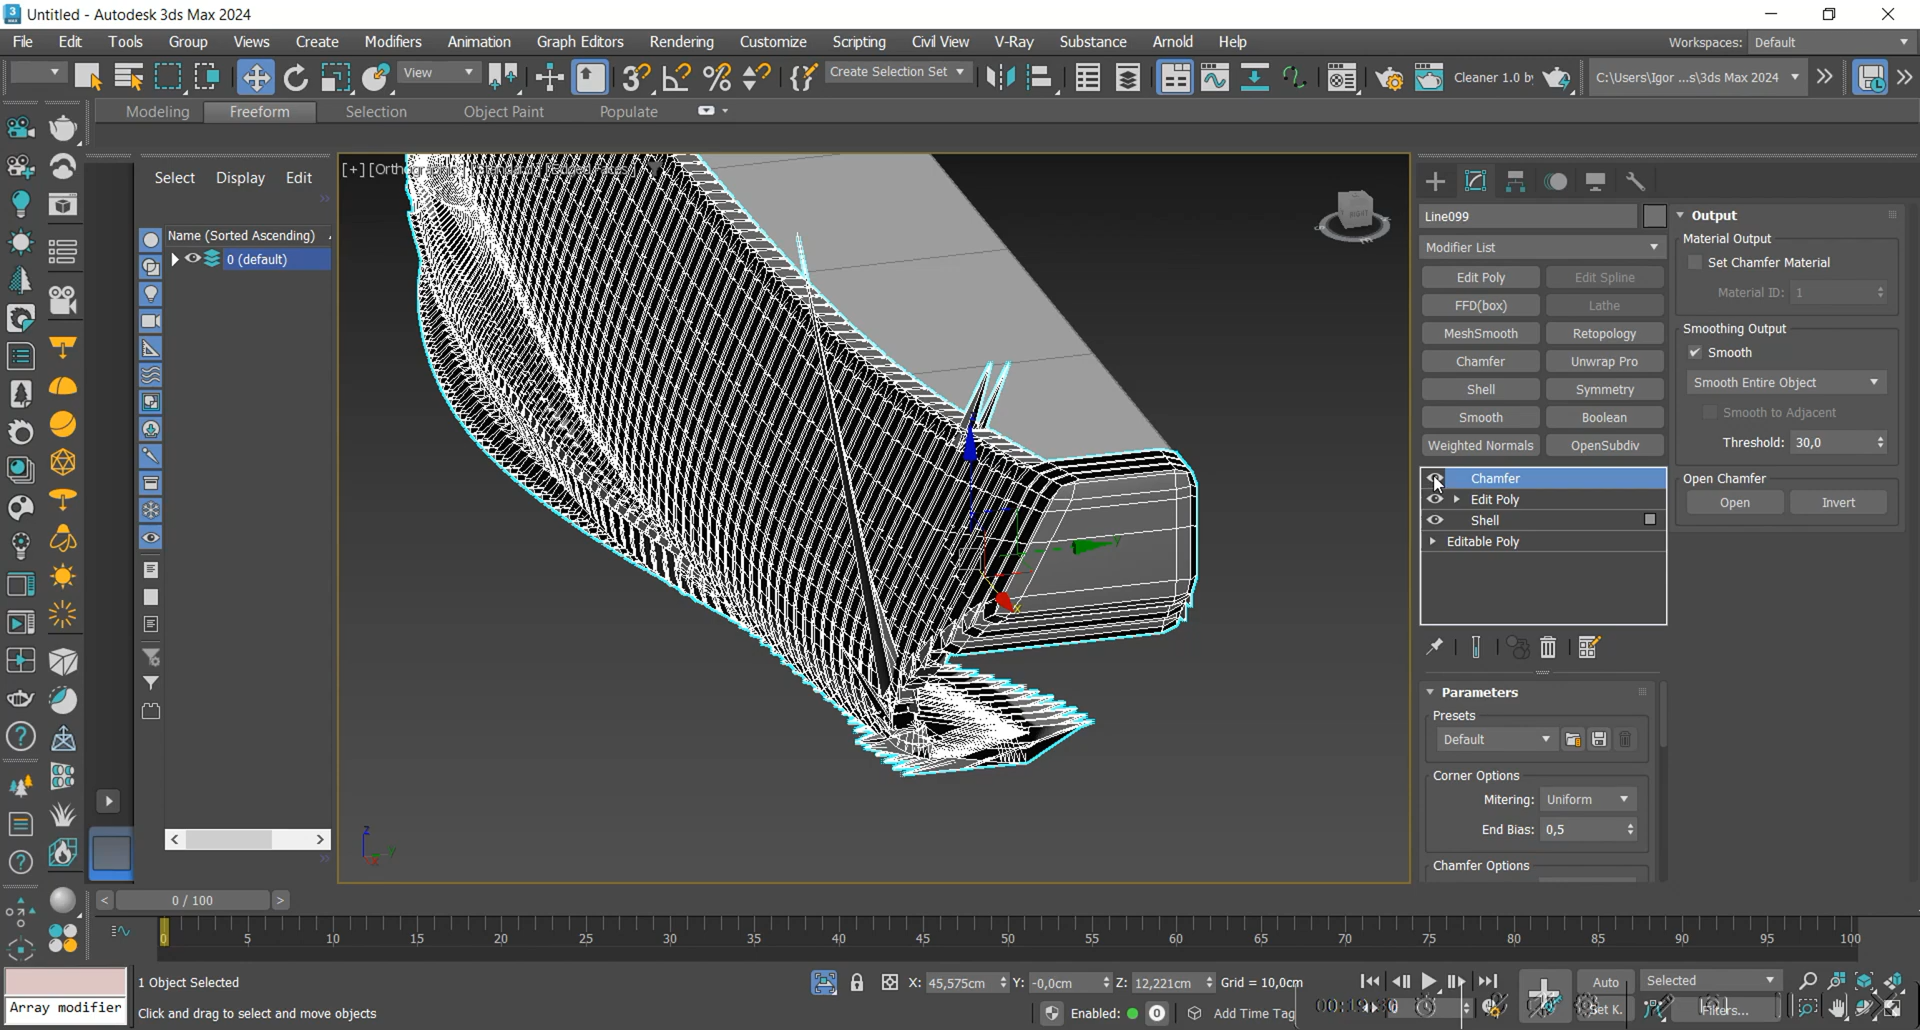 Untitled - Autodesk 3ds Max 2024
File Edit Tools Group Views Create Modifiers Animation Graph Editors Rendering Customize Scripting Civil View V-Ray Substance Arnold Help
Workspaces: Default
View
Create Selection Set
Cleaner 1.0 b
C:\Users\Igor ...s\3ds Max 2024
Modeling Freeform Selection Object Paint Populate
Select Display Edit
Name (Sorted Ascending)
0 (default)
[+] [Orthographic]
RIGHT
Line099
Modifier List
Edit Poly Edit Spline
FFD(box) Lathe
MeshSmooth Retopology
Chamfer Unwrap Pro
Shell Symmetry
Smooth Boolean
Weighted Normals OpenSubdiv
Chamfer
Edit Poly
Shell
Editable Poly
Parameters
Presets
Default
Corner Options
Mitering: Uniform
End Bias: 0,5
Chamfer Options
Output
Material Output
Set Chamfer Material
Material ID: 1
Smoothing Output
Smooth
Smooth Entire Object
Smooth to Adjacent
Threshold: 30,0
Open Chamfer
Open Invert
z
y
x
0 / 100
0 5 10 15 20 25 30 35 40 45 50 55 60 65 70 75 80 85 90 95 100
Array modifier
1 Object Selected
Click and drag to select and move objects
X: 45,575cm Y: -0,0cm Z: 12,221cm Grid = 10,0cm
Enabled: 0 Add Time Tag
Auto Selected
Set K. Filters...